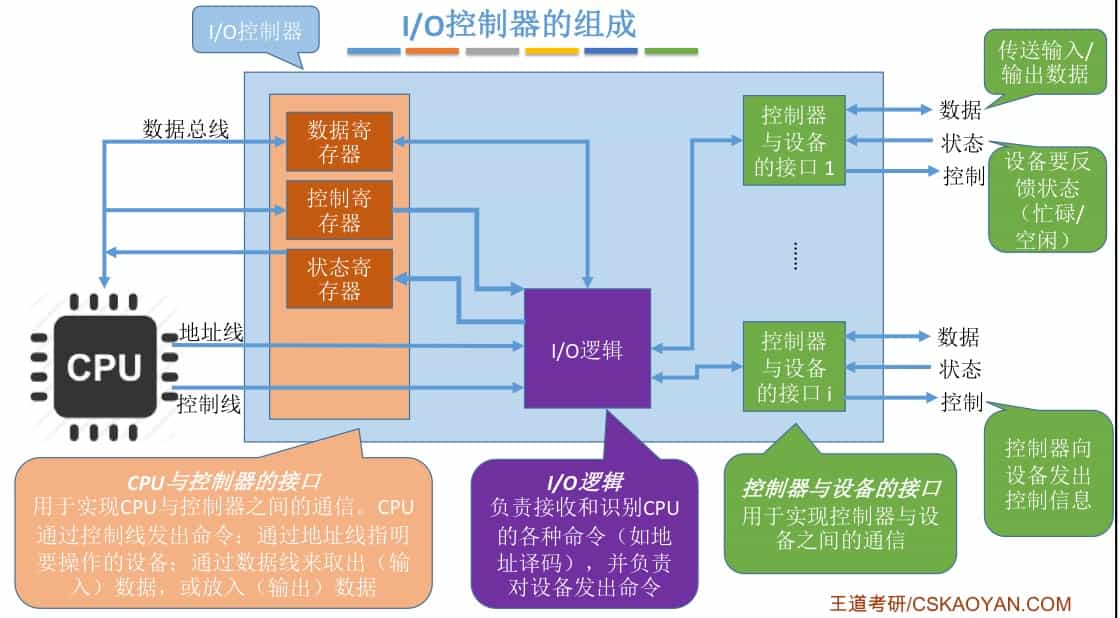 I/O控制器的组成
I/O控制器
传送输入/
输出数据
数据总线
数据寄
存器
控制寄
存器
状态寄
存器
控制器
与设备
的接口 1
数据
状态
控制
设备要反
馈状态
（忙碌/
空闲）
......
CPU
地址线
控制线
I/O逻辑
控制器
与设备
的接口 i
数据
状态
控制
控制器向
设备发出
控制信息
CPU与控制器的接口
用于实现CPU与控制器之间的通信。CPU
通过控制线发出命令；通过地址线指明
要操作的设备；通过数据线来取出（输
入）数据，或放入（输出）数据
I/O逻辑
负责接收和识别CPU
的各种命令（如地
址译码），并负责
对设备发出命令
控制器与设备的接口
用于实现控制器与设
备之间的通信
王道考研/CSKAOYAN.COM